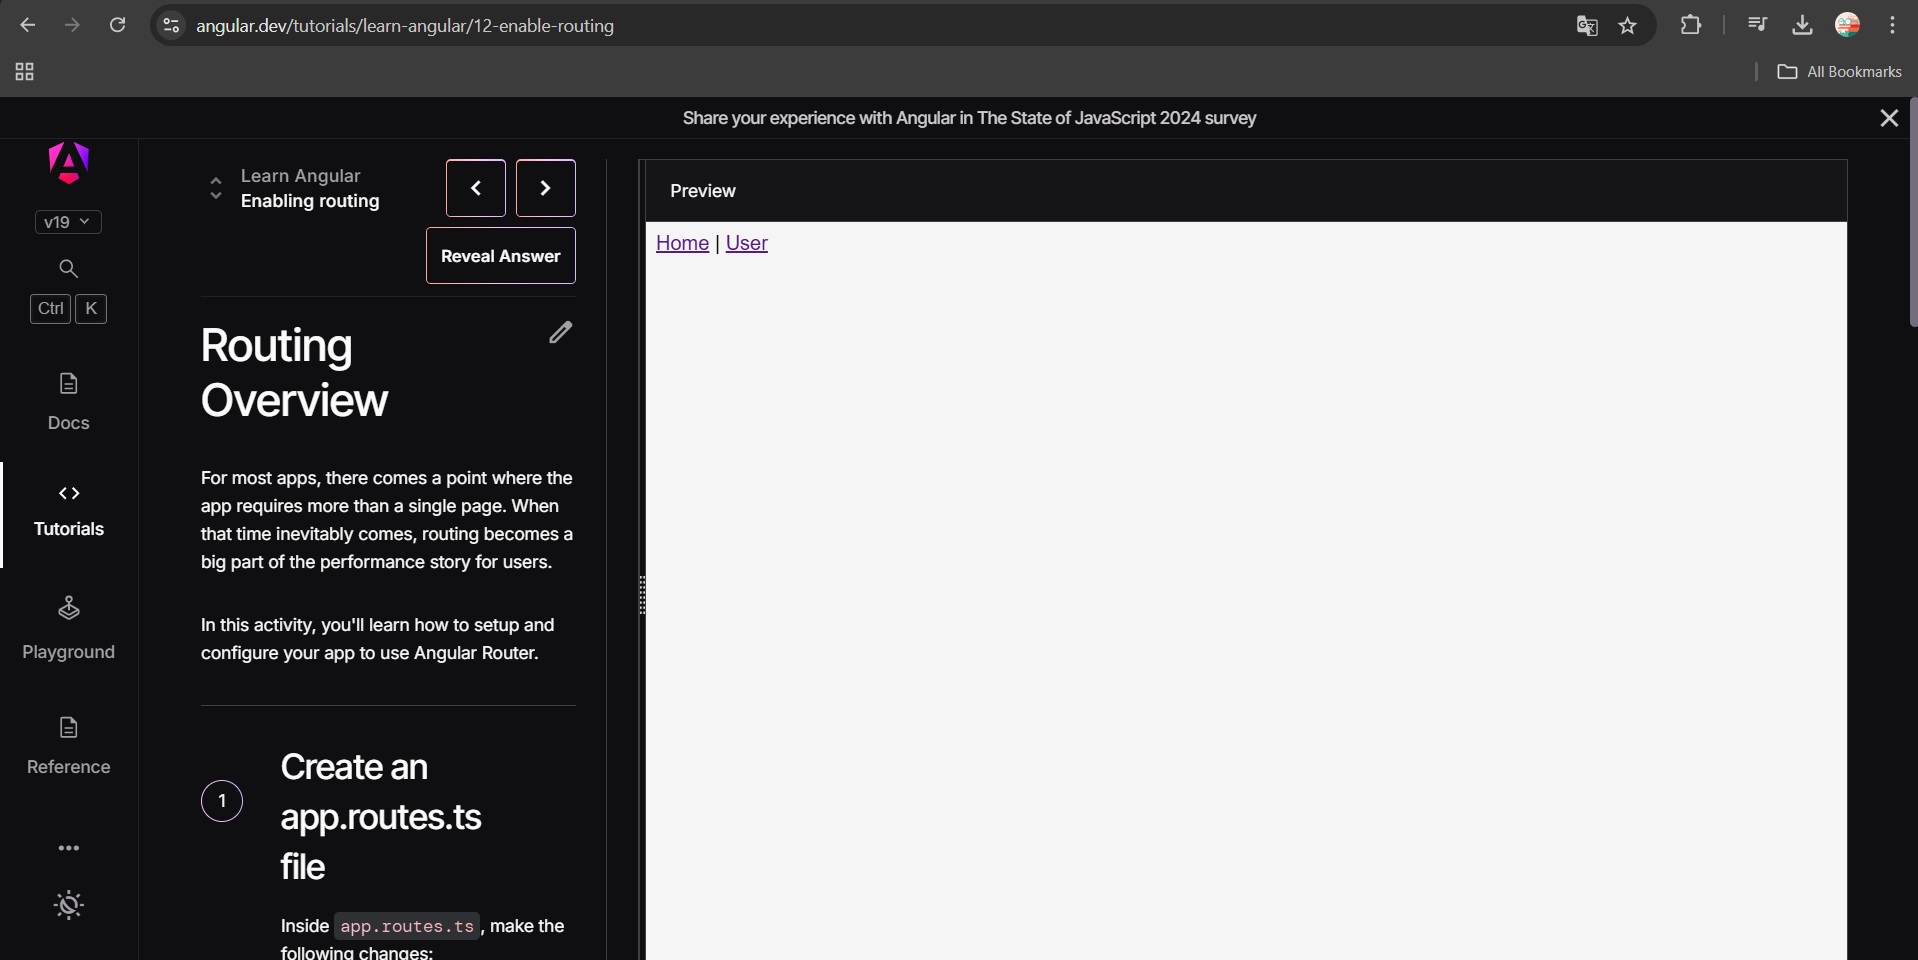 angular.dev/tutorials/learn-angular/12-enable-routing
All Bookmarks
Share your experience with Angular in The State of JavaScript 2024 survey
v19
Ctrl K
Docs
Tutorials
Playground
Reference
Learn Angular
Enabling routing
Reveal Answer
Routing
Overview
For most apps, there comes a point where the
app requires more than a single page. When
that time inevitably comes, routing becomes a
big part of the performance story for users.
In this activity, you'll learn how to setup and
configure your app to use Angular Router.
1
Create an
app.routes.ts
file
Inside app.routes.ts, make the
following changes:
Preview
Home | User